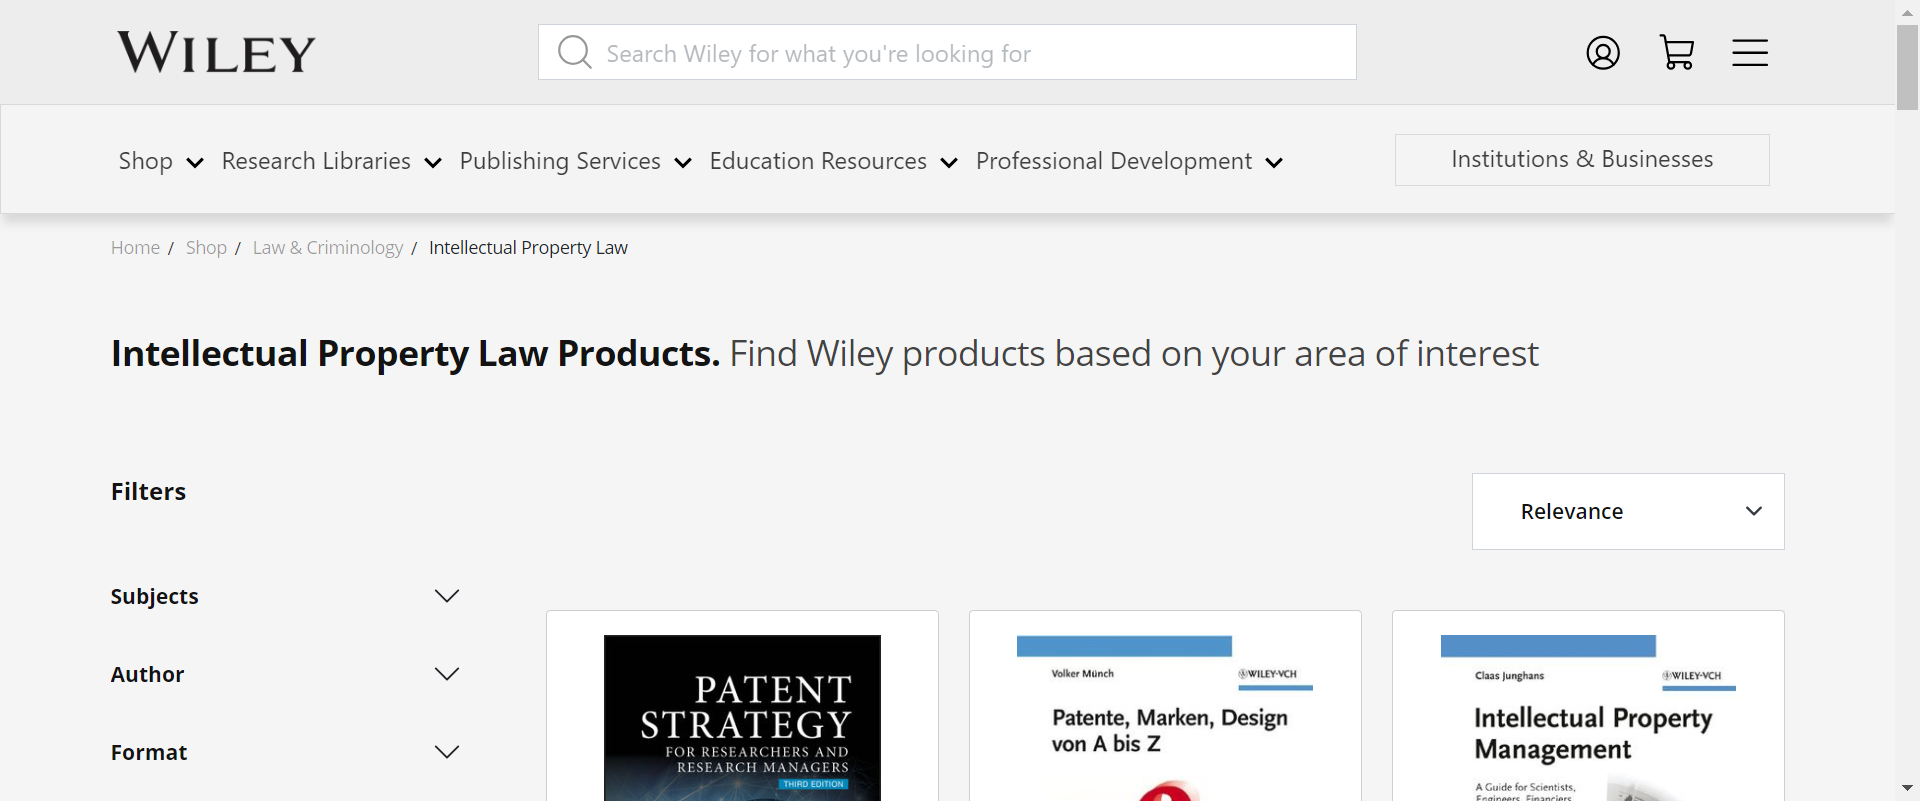 WILEY
Search Wiley for what you're looking for
Shop Research Libraries Publishing Services Education Resources Professional Development Institutions & Businesses
Home / Shop / Law & Criminology / Intellectual Property Law
Intellectual Property Law Products. Find Wiley products based on your area of interest
Filters
Relevance
Subjects
Author
Format
PATENT
STRATEGY
FOR RESEARCHERS AND
RESEARCH MANAGERS
THIRD EDITION
Volker Münch
WILEY-VCH
Patente, Marken, Design
von A bis Z
Claas Junghans
WILEY-VCH
Intellectual Property
Management
A Guide for Scientists,
Engineers, Financiers,